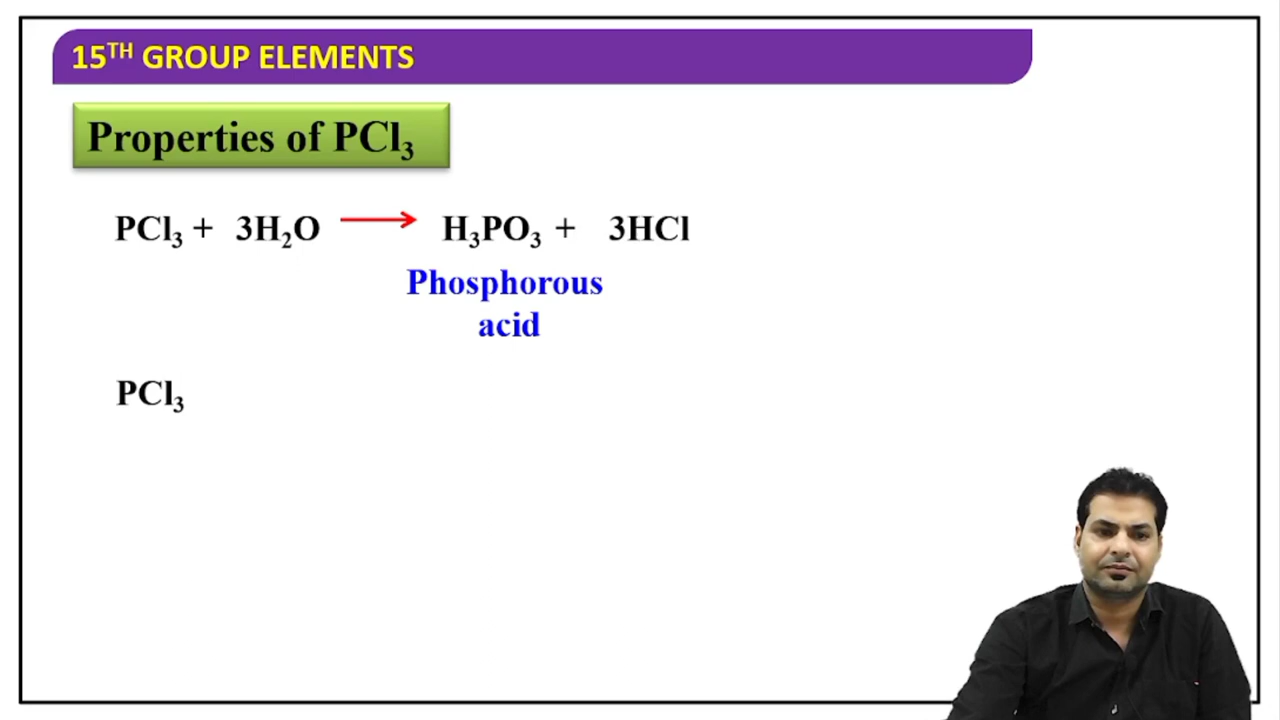 15TH GROUP ELEMENTS
Properties of PCl3
PCl3 + 3H2O → H3PO3 + 3HCl
Phosphorous
acid
PCl3